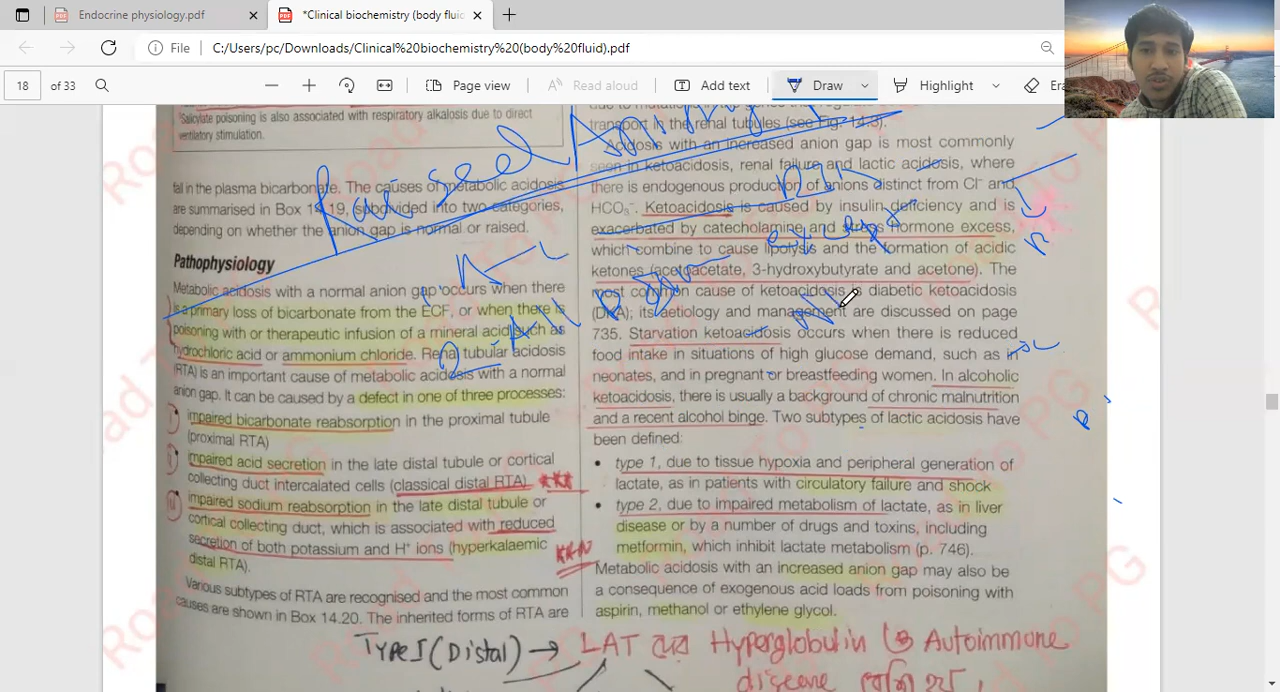 Endocrine physiology.pdf
*Clinical biochemistry (body fluid
File
C:/Users/pc/Downloads/Clinical%20biochemistry%20(body%20fluid).pdf
18 of 33
Page view
Read aloud
Add text
Draw
Highlight
Era
Salicylate poisoning is also associated with respiratory alkalosis due to direct
ventilatory stimulation.
Raised
fall in the plasma bicarbonate. The causes of metabolic acidosis
are summarised in Box 14.19, subdivided into two categories,
depending on whether the anion gap is normal or raised.
Pathophysiology
Metabolic acidosis with a normal anion gap occurs when there
is a primary loss of bicarbonate from the ECF, or when there is
poisoning with or therapeutic infusion of a mineral acid such as
hydrochloric acid or ammonium chloride. Renal tubular acidosis
(RTA) is an important cause of metabolic acidosis with a normal
anion gap. It can be caused by a defect in one of three processes:
impaired bicarbonate reabsorption in the proximal tubule
(proximal RTA)
impaired acid secretion in the late distal tubule or cortical
collecting duct intercalated cells (classical distal RTA)
impaired sodium reabsorption in the late distal tubule or
cortical collecting duct, which is associated with reduced
secretion of both potassium and H⁺ ions (hyperkalaemic
distal RTA).
Various subtypes of RTA are recognised and the most common
causes are shown in Box 14.20. The inherited forms of RTA are
transport in the renal tubules (see Fig. 14.3).
Acidosis with an increased anion gap is most commonly
seen in ketoacidosis, renal failure and lactic acidosis, where
there is endogenous production of anions distinct from Cl⁻ and
HCO₃⁻. Ketoacidosis is caused by insulin deficiency and is
exacerbated by catecholamine and stress hormone excess,
which combine to cause lipolysis and the formation of acidic
ketones (acetoacetate, 3-hydroxybutyrate and acetone). The
most common cause of ketoacidosis is diabetic ketoacidosis
(DKA); its aetiology and management are discussed on page
735. Starvation ketoacidosis occurs when there is reduced
food intake in situations of high glucose demand, such as in
neonates, and in pregnant or breastfeeding women. In alcoholic
ketoacidosis, there is usually a background of chronic malnutrition
and a recent alcohol binge. Two subtypes of lactic acidosis have
been defined:
• type 1, due to tissue hypoxia and peripheral generation of
lactate, as in patients with circulatory failure and shock
• type 2, due to impaired metabolism of lactate, as in liver
disease or by a number of drugs and toxins, including
metformin, which inhibit lactate metabolism (p. 746).
Metabolic acidosis with an increased anion gap may also be
a consequence of exogenous acid loads from poisoning with
aspirin, methanol or ethylene glycol.
except
Type I (Distal) → LAT Hyperglobulin Autoimmone
disease